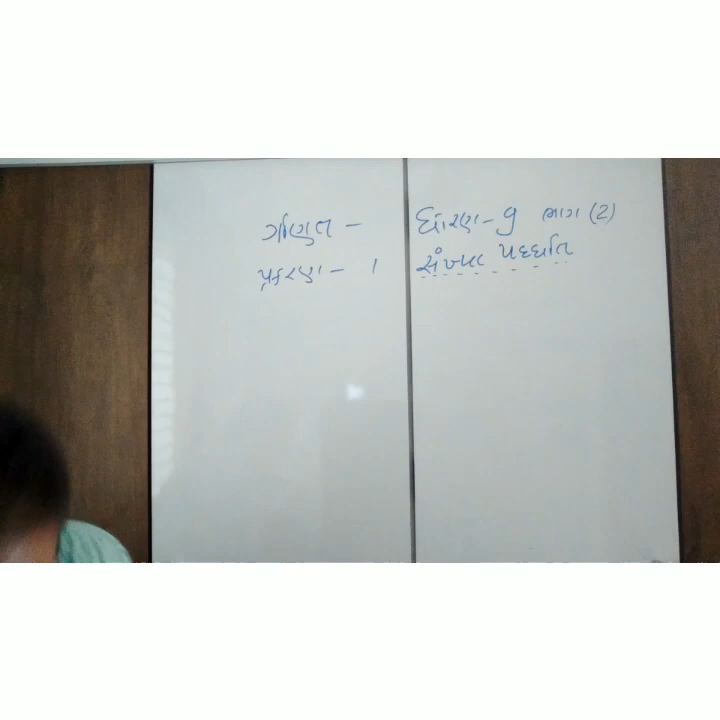 ગણિત - ધોરણ - 9 ભાગ (2)
પ્રકરણ - 1 સંખ્યા પદ્ધતિ